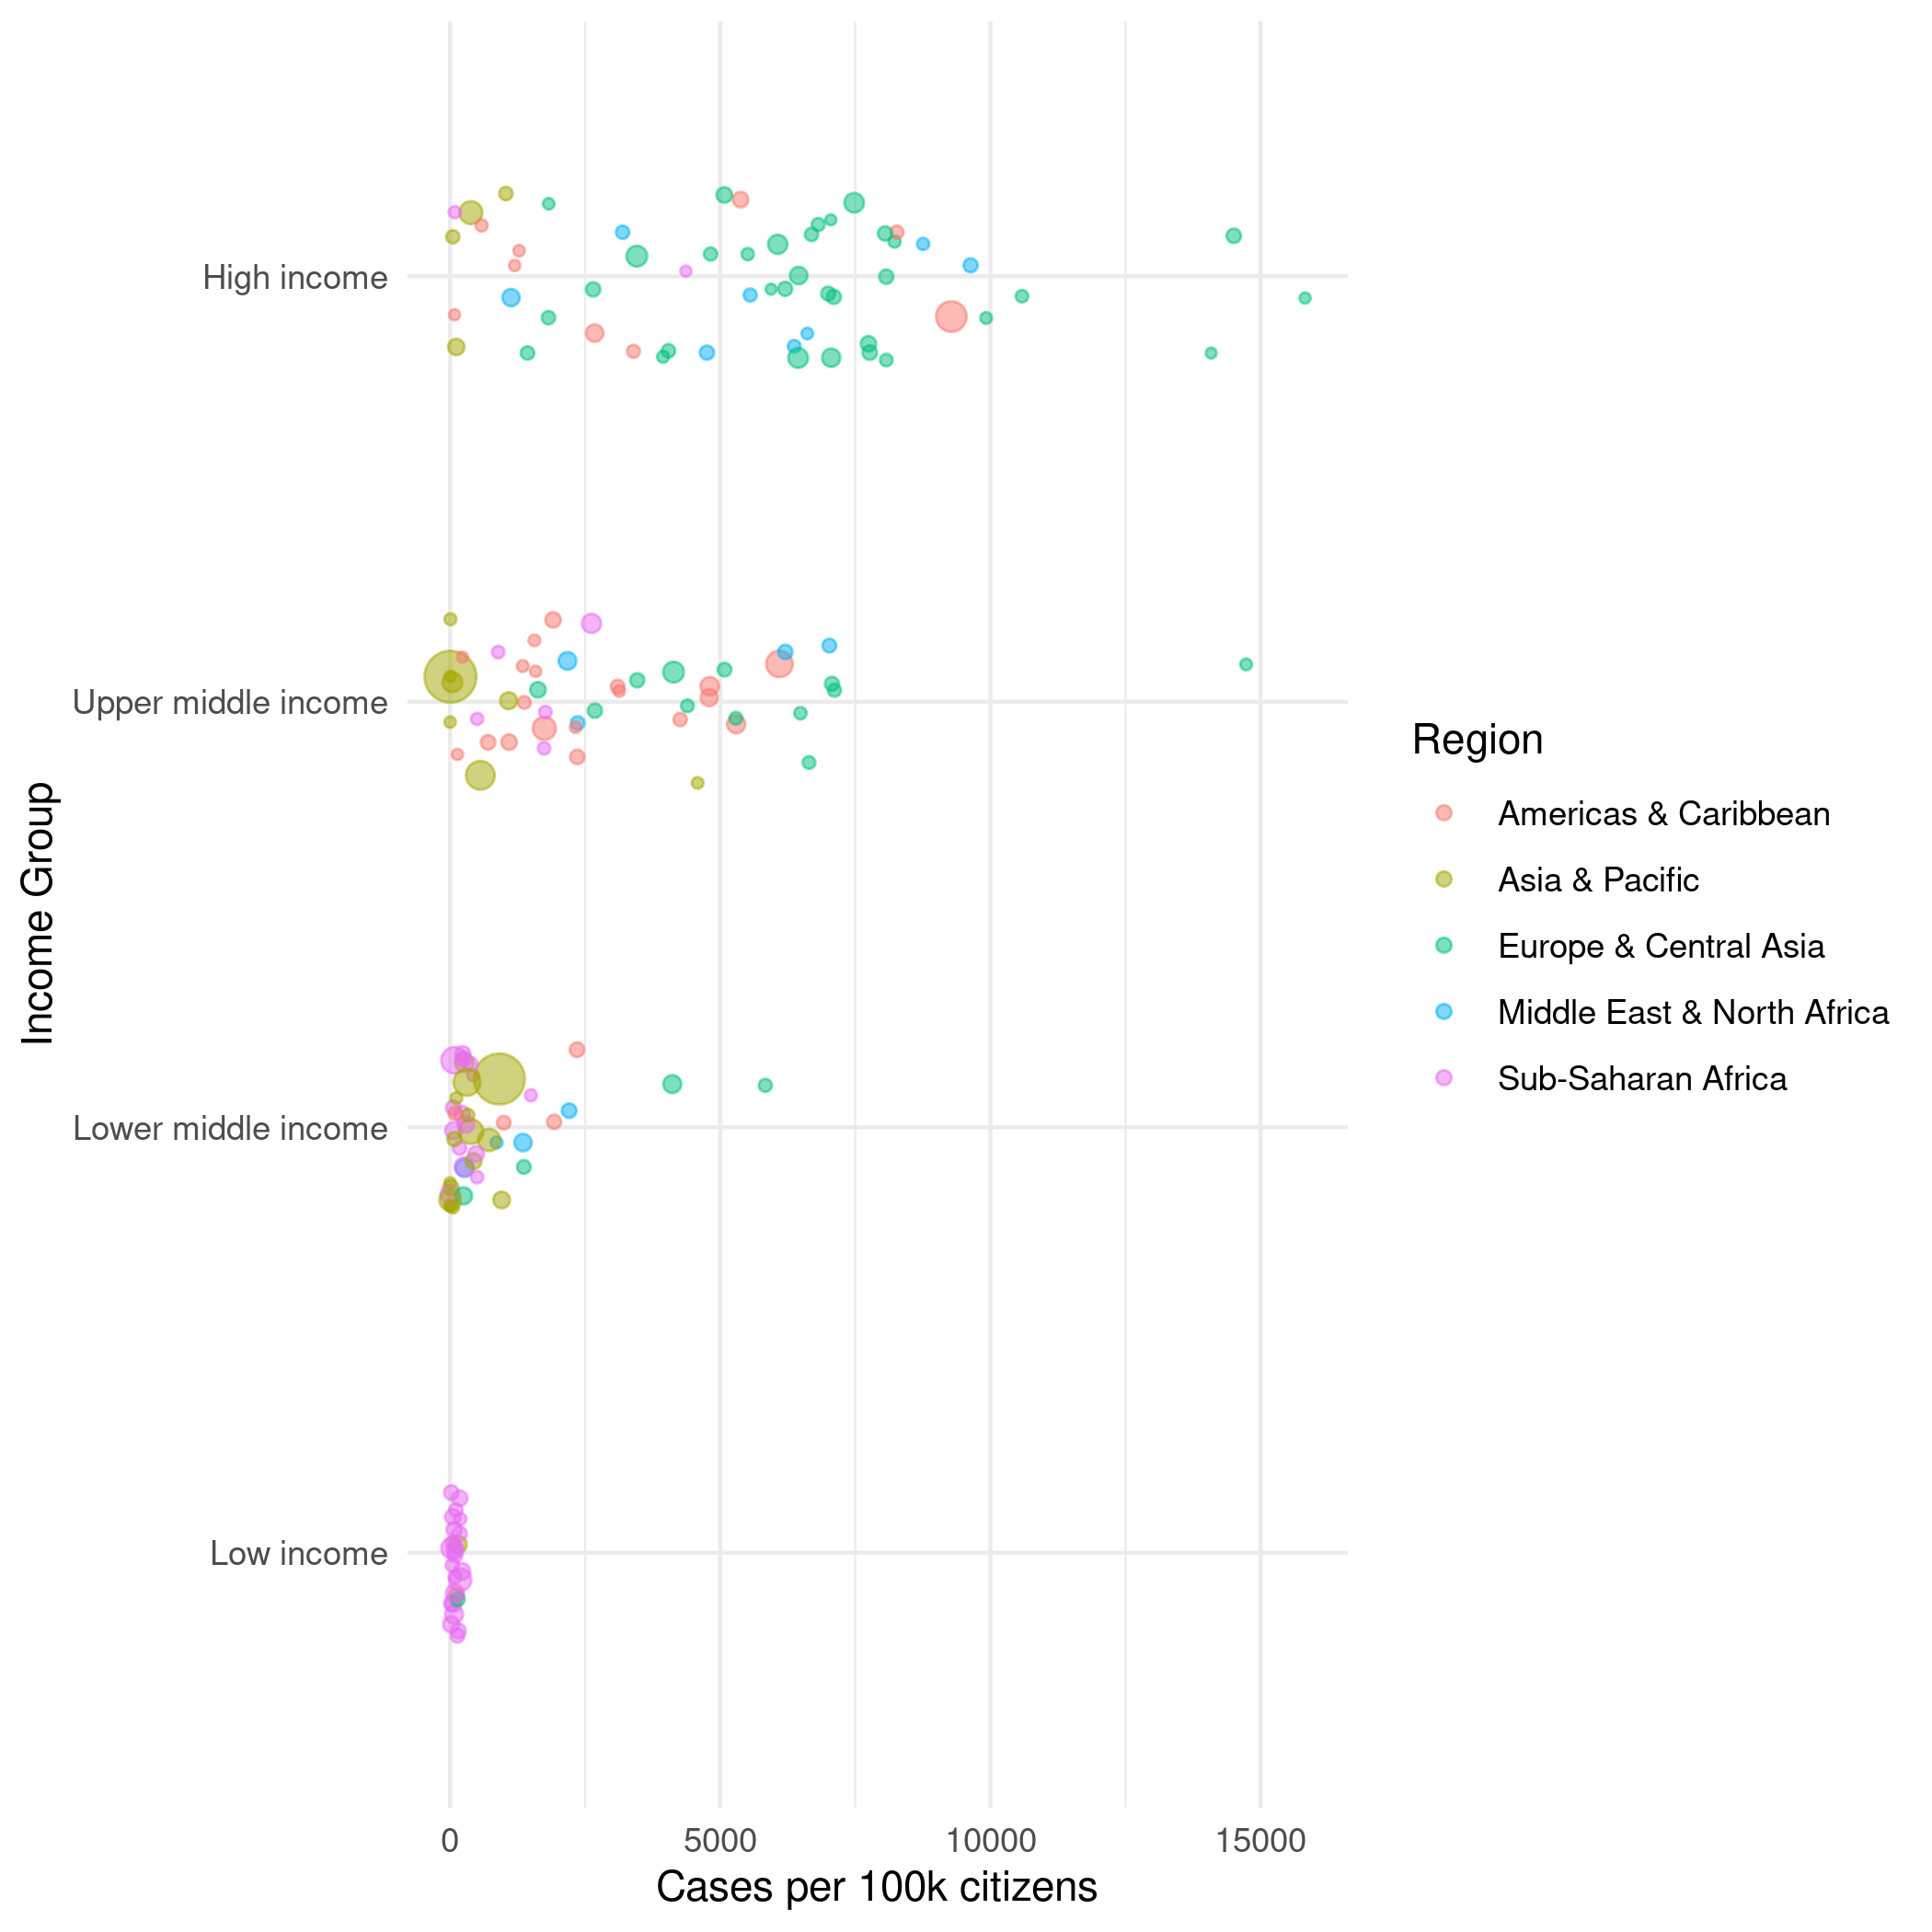 High income
Upper middle income
Lower middle income
Low income
Income Group
0
5000
10000
15000
Cases per 100k citizens
Region
Americas & Caribbean
Asia & Pacific
Europe & Central Asia
Middle East & North Africa
Sub-Saharan Africa